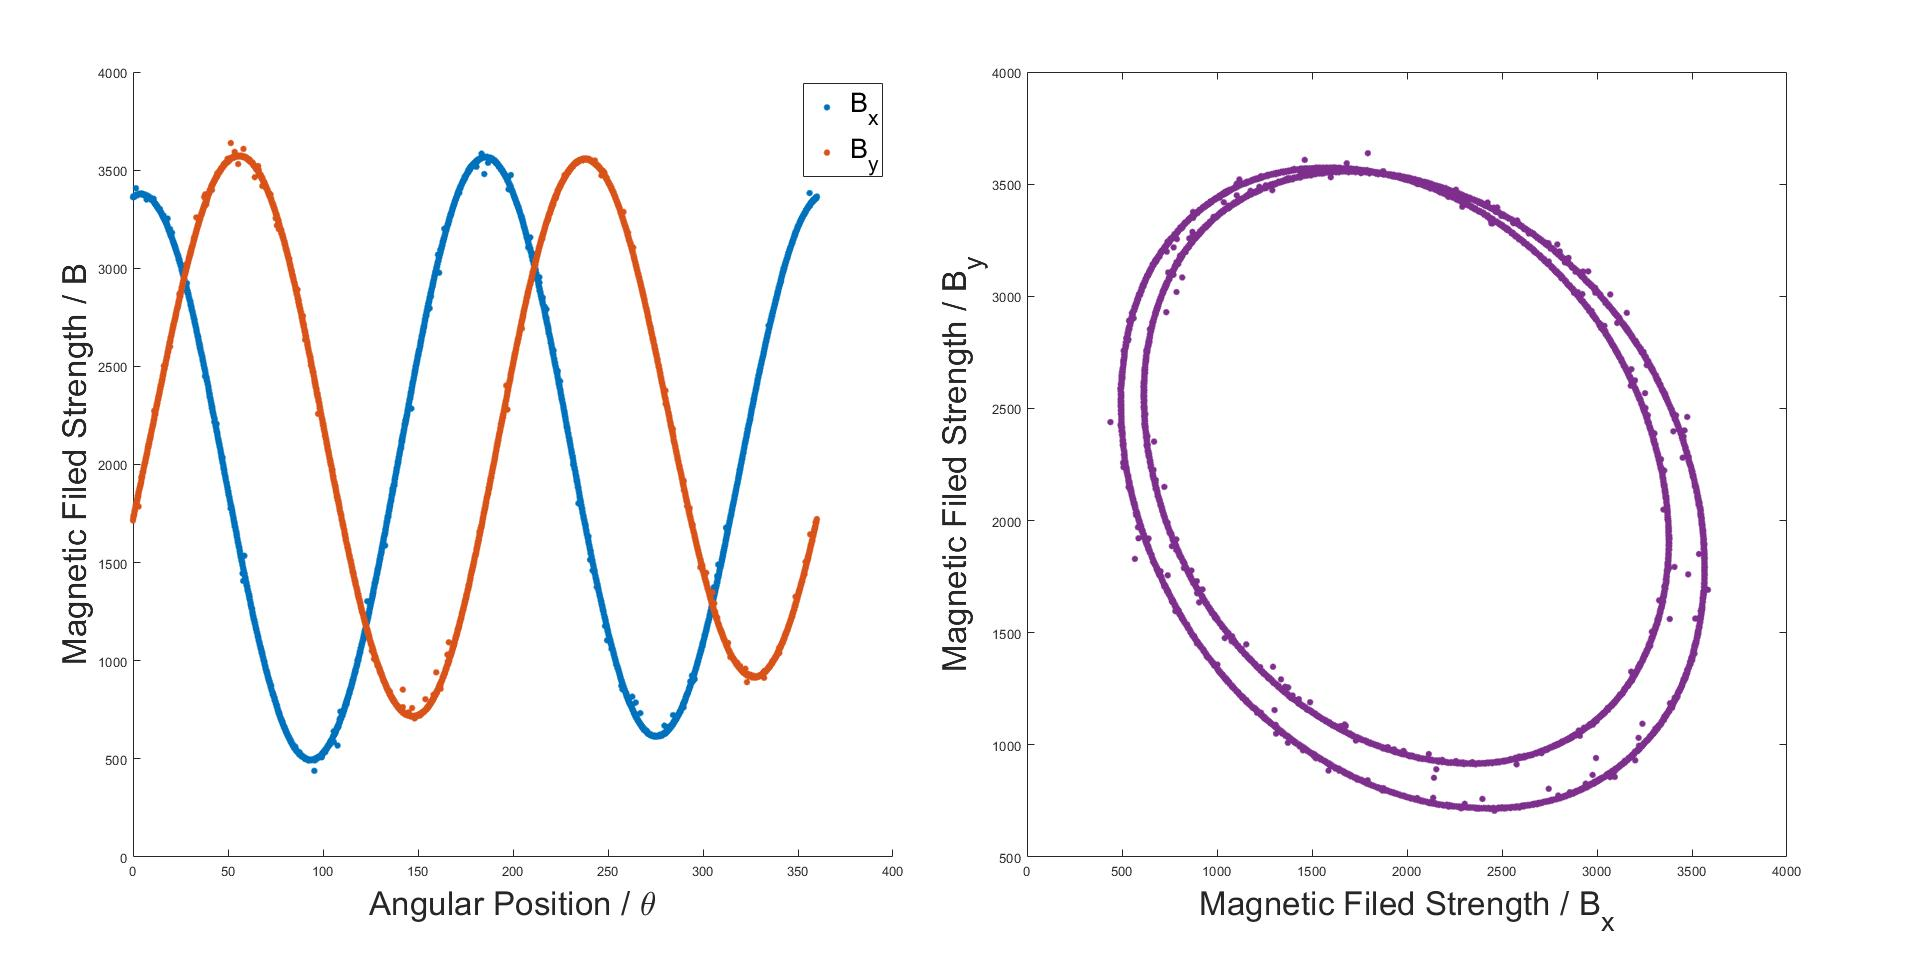 4000
3500
3000
2500
2000
1500
1000
500
0
0 50 100 150 200 250 300 350 400
Magnetic Filed Strength / B
Angular Position / θ
B_x
B_y
4000
3500
3000
2500
2000
1500
1000
500
0 500 1000 1500 2000 2500 3000 3500 4000
Magnetic Filed Strength / B_y
Magnetic Filed Strength / B_x